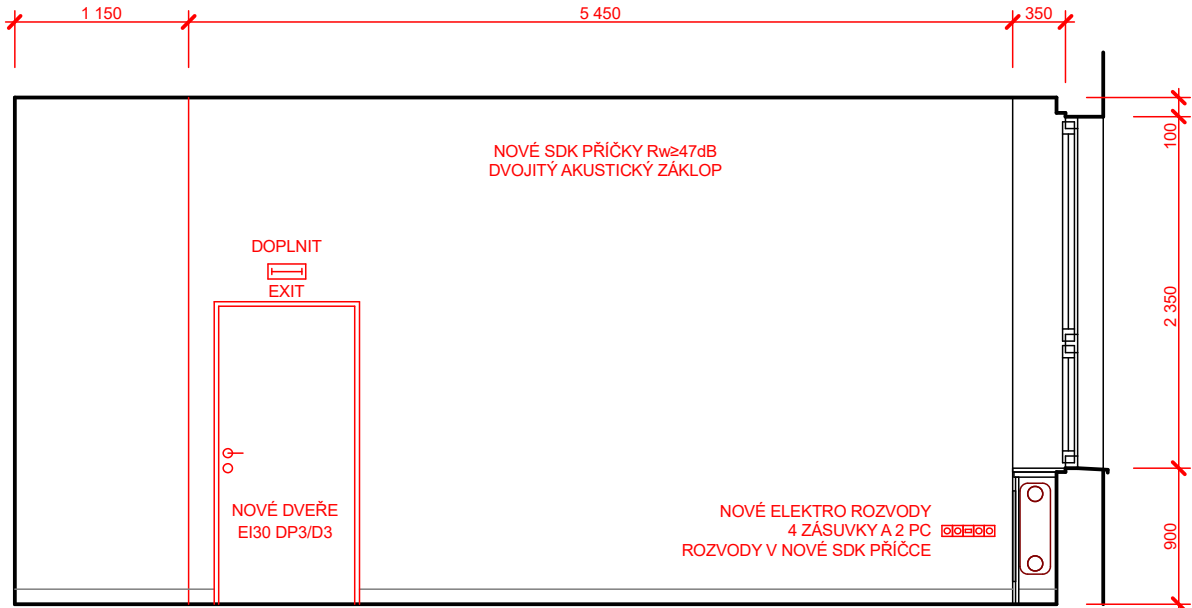 1 150
5 450
350
NOVÉ SDK PŘÍČKY Rw≥47dB
DVOJITÝ AKUSTICKÝ ZÁKLOP
100
DOPLNIT
EXIT
2 350
NOVÉ DVEŘE
EI30 DP3/D3
NOVÉ ELEKTRO ROZVODY
4 ZÁSUVKY A 2 PC
ROZVODY V NOVÉ SDK PŘÍČCE
900